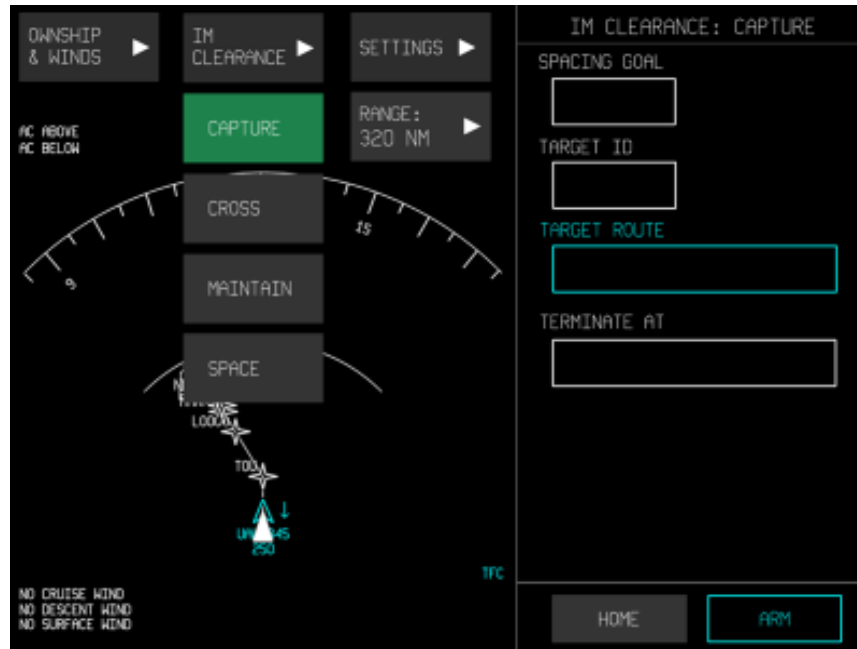 OWNSHIP
& WINDS
IM
CLEARANCE
SETTINGS
CAPTURE
RANGE:
320 NM
AC ABOVE
AC BELOW
CROSS
15
9
MAINTAIN
SPACE
TOD
250
TFC
NO CRUISE WIND
NO DESCENT WIND
NO SURFACE WIND
IM CLEARANCE: CAPTURE
SPACING GOAL
TARGET ID
TARGET ROUTE
TERMINATE AT
HOME
ARM